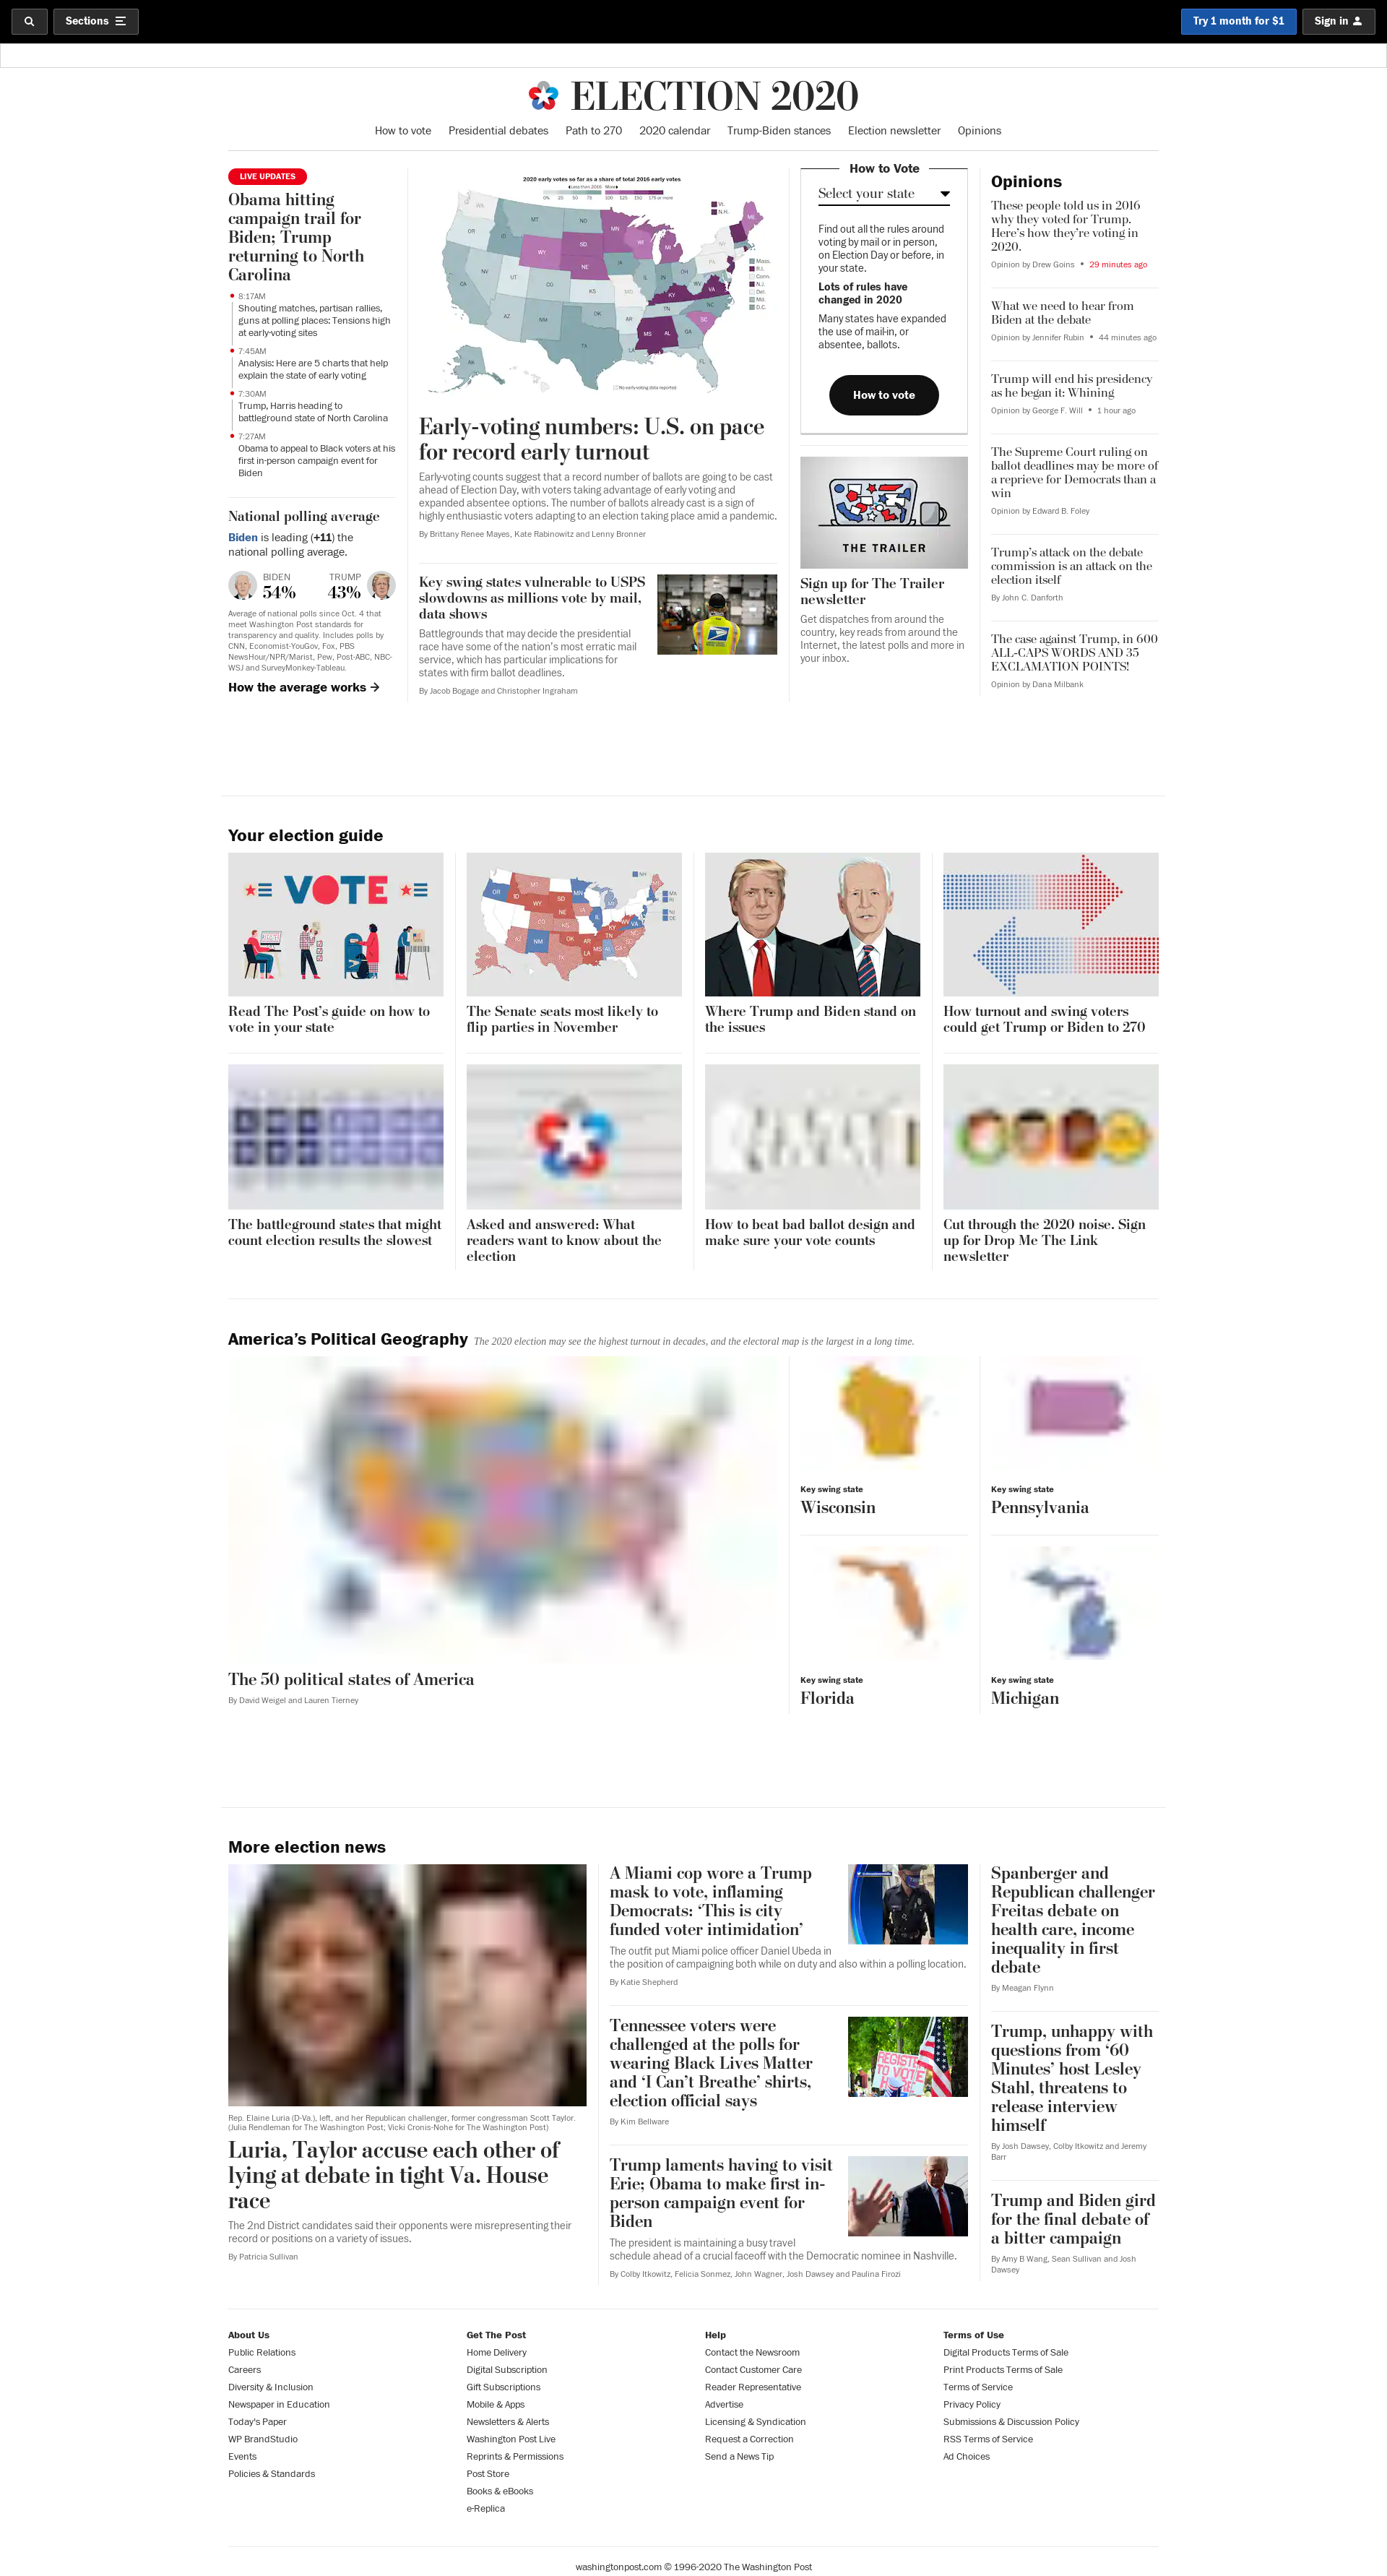 Sections
Try 1 month for $1
Sign in
ELECTION 2020
How to vote
Presidential debates
Path to 270
2020 calendar
Trump-Biden stances
Election newsletter
Opinions
LIVE UPDATES
Obama hitting
campaign trail for
Biden; Trump
returning to North
Carolina
8:17AM
Shouting matches, partisan rallies,
guns at polling places: Tensions high
at early-voting sites
7:45AM
Analysis: Here are 5 charts that help
explain the state of early voting
7:30AM
Trump, Harris heading to
battleground state of North Carolina
7:27AM
Obama to appeal to Black voters at his
first in-person campaign event for
Biden
National polling average
Biden is leading (+11) the
national polling average.
BIDEN
54%
TRUMP
43%
Average of national polls since Oct. 4 that
meet Washington Post standards for
transparency and quality. Includes polls by
CNN, Economist-YouGov, Fox, PBS
NewsHour/NPR/Marist, Pew, Post-ABC, NBC-
WSJ and SurveyMonkey-Tableau.
How the average works →
2020 early votes so far as a share of total 2016 early votes
Less than 2016 More
0% 25 50 75 100 125 150 175 or more
Vt.
N.H.
Mass.
R.I.
Conn.
N.J.
Del.
Md.
D.C.
No early-voting data reported
Early-voting numbers: U.S. on pace
for record early turnout
Early-voting counts suggest that a record number of ballots are going to be cast
ahead of Election Day, with voters taking advantage of early voting and
expanded absentee options. The number of ballots already cast is a sign of
highly enthusiastic voters adapting to an election taking place amid a pandemic.
By Brittany Renee Mayes, Kate Rabinowitz and Lenny Bronner
Key swing states vulnerable to USPS
slowdowns as millions vote by mail,
data shows
Battlegrounds that may decide the presidential
race have some of the nation's most erratic mail
service, which has particular implications for
states with firm ballot deadlines.
By Jacob Bogage and Christopher Ingraham
How to Vote
Select your state
Find out all the rules around
voting by mail or in person,
on Election Day or before, in
your state.
Lots of rules have
changed in 2020
Many states have expanded
the use of mail-in, or
absentee, ballots.
How to vote
THE TRAILER
Sign up for The Trailer
newsletter
Get dispatches from around the
country, key reads from around the
Internet, the latest polls and more in
your inbox.
Opinions
These people told us in 2016
why they voted for Trump.
Here's how they're voting in
2020.
Opinion by Drew Goins • 29 minutes ago
What we need to hear from
Biden at the debate
Opinion by Jennifer Rubin • 44 minutes ago
Trump will end his presidency
as he began it: Whining
Opinion by George F. Will • 1 hour ago
The Supreme Court ruling on
ballot deadlines may be more of
a reprieve for Democrats than a
win
Opinion by Edward B. Foley
Trump's attack on the debate
commission is an attack on the
election itself
By John C. Danforth
The case against Trump, in 600
ALL-CAPS WORDS AND 35
EXCLAMATION POINTS!
Opinion by Dana Milbank
Your election guide
VOTE
Read The Post's guide on how to
vote in your state
The Senate seats most likely to
flip parties in November
Where Trump and Biden stand on
the issues
How turnout and swing voters
could get Trump or Biden to 270
The battleground states that might
count election results the slowest
Asked and answered: What
readers want to know about the
election
How to beat bad ballot design and
make sure your vote counts
Cut through the 2020 noise. Sign
up for Drop Me The Link
newsletter
America's Political Geography
The 2020 election may see the highest turnout in decades, and the electoral map is the largest in a long time.
The 50 political states of America
By David Weigel and Lauren Tierney
Key swing state
Wisconsin
Key swing state
Pennsylvania
Key swing state
Florida
Key swing state
Michigan
More election news
Rep. Elaine Luria (D-Va.), left, and her Republican challenger, former congressman Scott Taylor.
(Julia Rendleman for The Washington Post; Vicki Cronis-Nohe for The Washington Post)
Luria, Taylor accuse each other of
lying at debate in tight Va. House
race
The 2nd District candidates said their opponents were misrepresenting their
record or positions on a variety of issues.
By Patricia Sullivan
A Miami cop wore a Trump
mask to vote, inflaming
Democrats: 'This is city
funded voter intimidation'
The outfit put Miami police officer Daniel Ubeda in
the position of campaigning both while on duty and also within a polling location.
By Katie Shepherd
Tennessee voters were
challenged at the polls for
wearing Black Lives Matter
and 'I Can't Breathe' shirts,
election official says
By Kim Bellware
REGISTER
TO VOTE
HERE
Trump laments having to visit
Erie; Obama to make first in-
person campaign event for
Biden
The president is maintaining a busy travel
schedule ahead of a crucial faceoff with the Democratic nominee in Nashville.
By Colby Itkowitz, Felicia Sonmez, John Wagner, Josh Dawsey and Paulina Firozi
Spanberger and
Republican challenger
Freitas debate on
health care, income
inequality in first
debate
By Meagan Flynn
Trump, unhappy with
questions from '60
Minutes' host Lesley
Stahl, threatens to
release interview
himself
By Josh Dawsey, Colby Itkowitz and Jeremy
Barr
Trump and Biden gird
for the final debate of
a bitter campaign
By Amy B Wang, Sean Sullivan and Josh
Dawsey
About Us
Public Relations
Careers
Diversity & Inclusion
Newspaper in Education
Today's Paper
WP BrandStudio
Events
Policies & Standards
Get The Post
Home Delivery
Digital Subscription
Gift Subscriptions
Mobile & Apps
Newsletters & Alerts
Washington Post Live
Reprints & Permissions
Post Store
Books & eBooks
e-Replica
Help
Contact the Newsroom
Contact Customer Care
Reader Representative
Advertise
Licensing & Syndication
Request a Correction
Send a News Tip
Terms of Use
Digital Products Terms of Sale
Print Products Terms of Sale
Terms of Service
Privacy Policy
Submissions & Discussion Policy
RSS Terms of Service
Ad Choices
washingtonpost.com © 1996-2020 The Washington Post